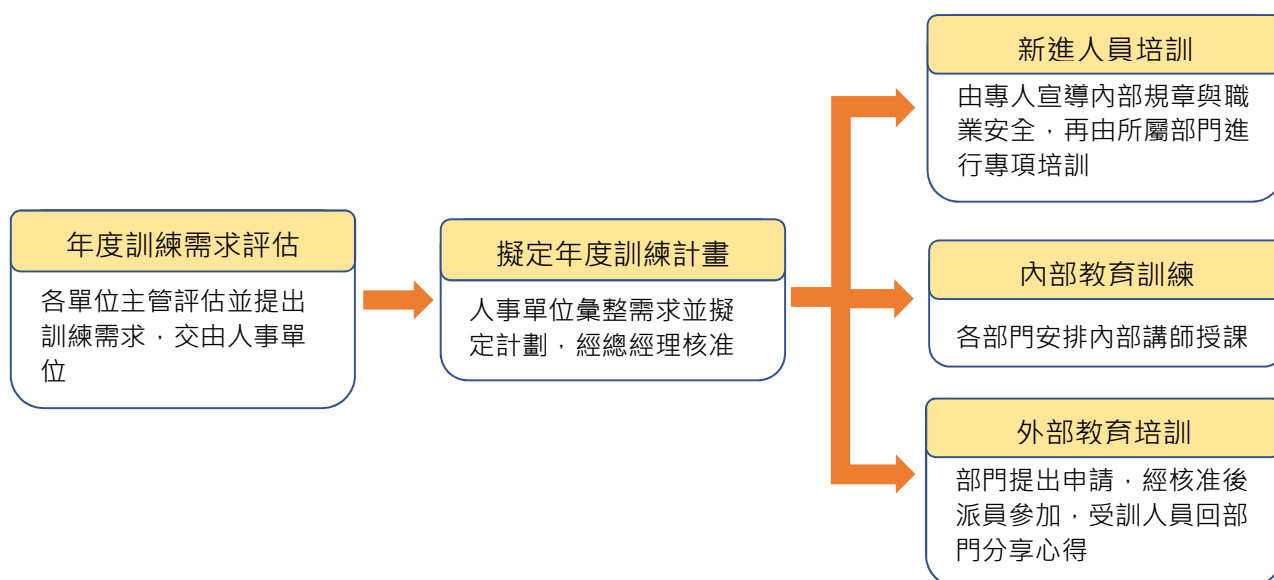 年度訓練需求評估
各單位主管評估並提出
訓練需求，交由人事單
位
擬定年度訓練計畫
人事單位彙整需求並擬
定計劃，經總經理核准
新進人員培訓
由專人宣導內部規章與職
業安全，再由所屬部門進
行專項培訓
內部教育訓練
各部門安排內部講師授課
外部教育培訓
部門提出申請，經核准後
派員參加，受訓人員回部
門分享心得